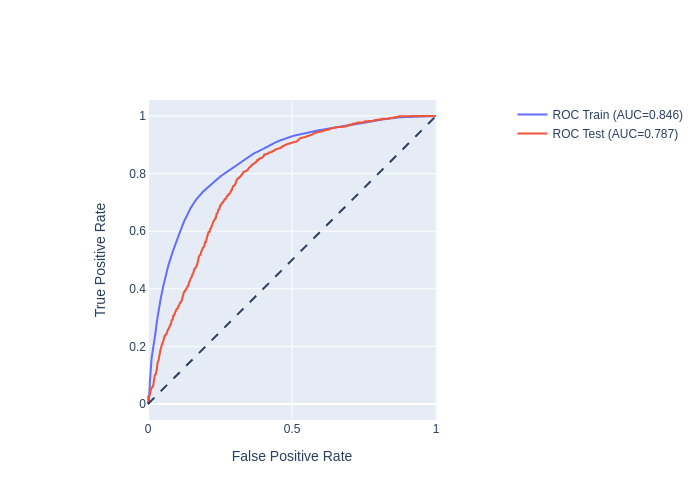 ROC Train (AUC=0.846)
ROC Test (AUC=0.787)
1
0.8
0.6
0.4
0.2
0
True Positive Rate
0
0.5
1
False Positive Rate